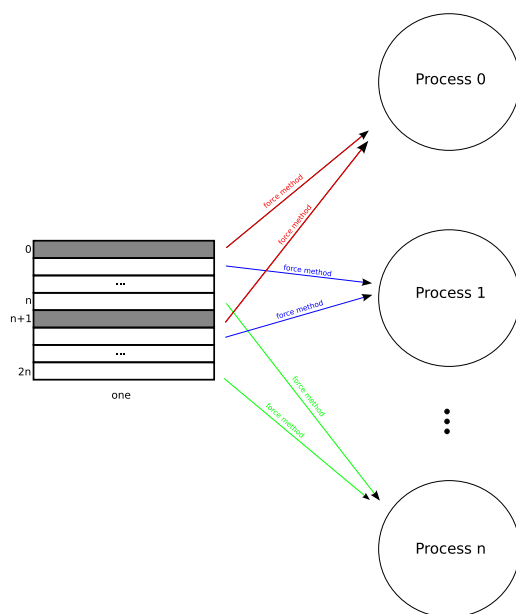 Process 0
force method
force method
0
force method
Process 1
...
n
force method
n+1
...
2n
force method
one
force method
Process n